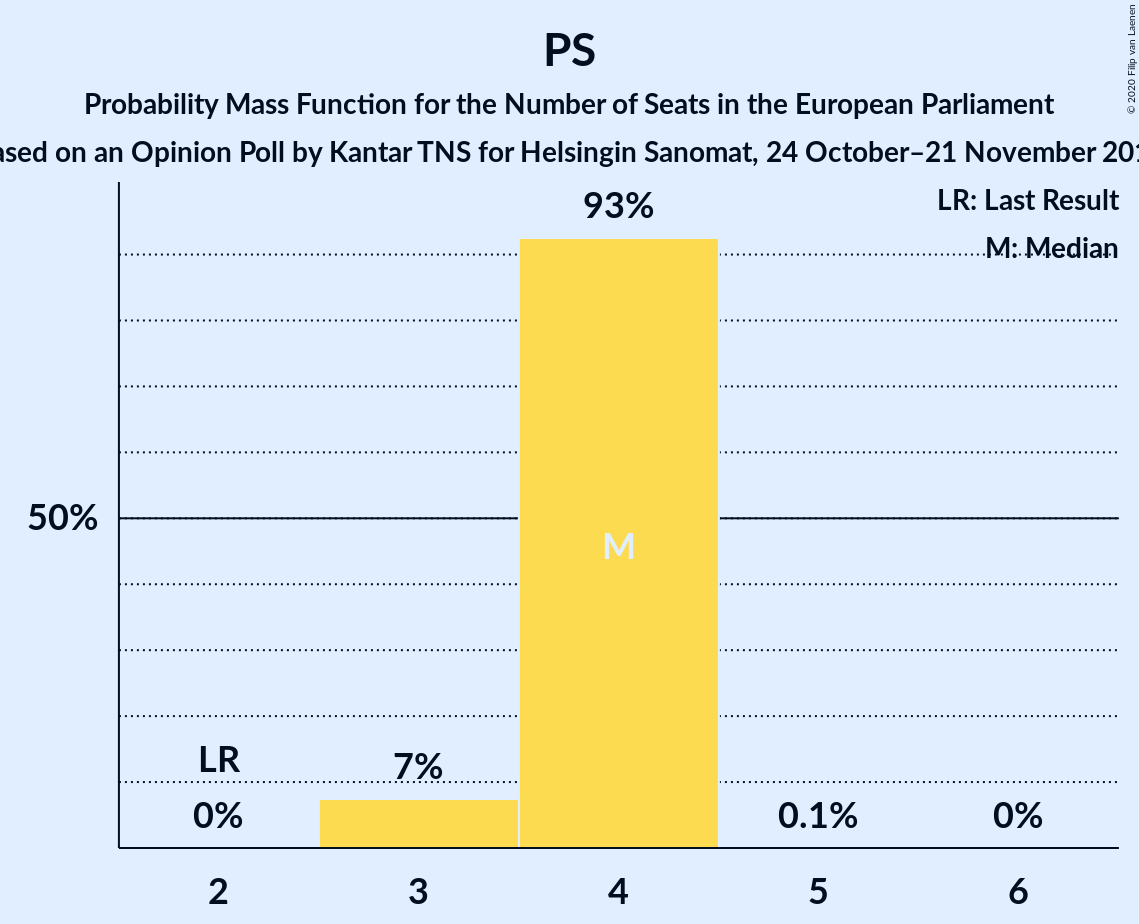 PS
Probability Mass Function for the Number of Seats in the European Parliament
on an Opinion Poll by Kantar TNS for Helsingin Sanomat, 24 October–21 November
LR: Last Result
M: Median
93%
50%
M
LR
7%
0%
0.1%
0%
2 3 4 5 6
© 2020 Filip van Laenen